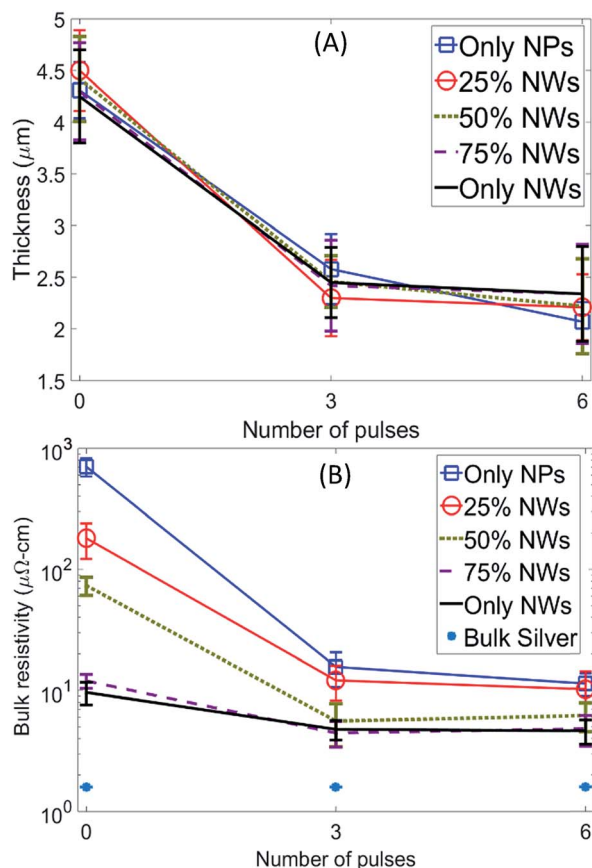 (A)
Only NPs
25% NWs
50% NWs
75% NWs
Only NWs
Thickness (μm)
5
4.5
4
3.5
3
2.5
2
1.5
0
3
6
Number of pulses
(B)
Only NPs
25% NWs
50% NWs
75% NWs
Only NWs
Bulk Silver
Bulk resistivity (μΩ-cm)
10³
10²
10¹
10⁰
0
3
6
Number of pulses